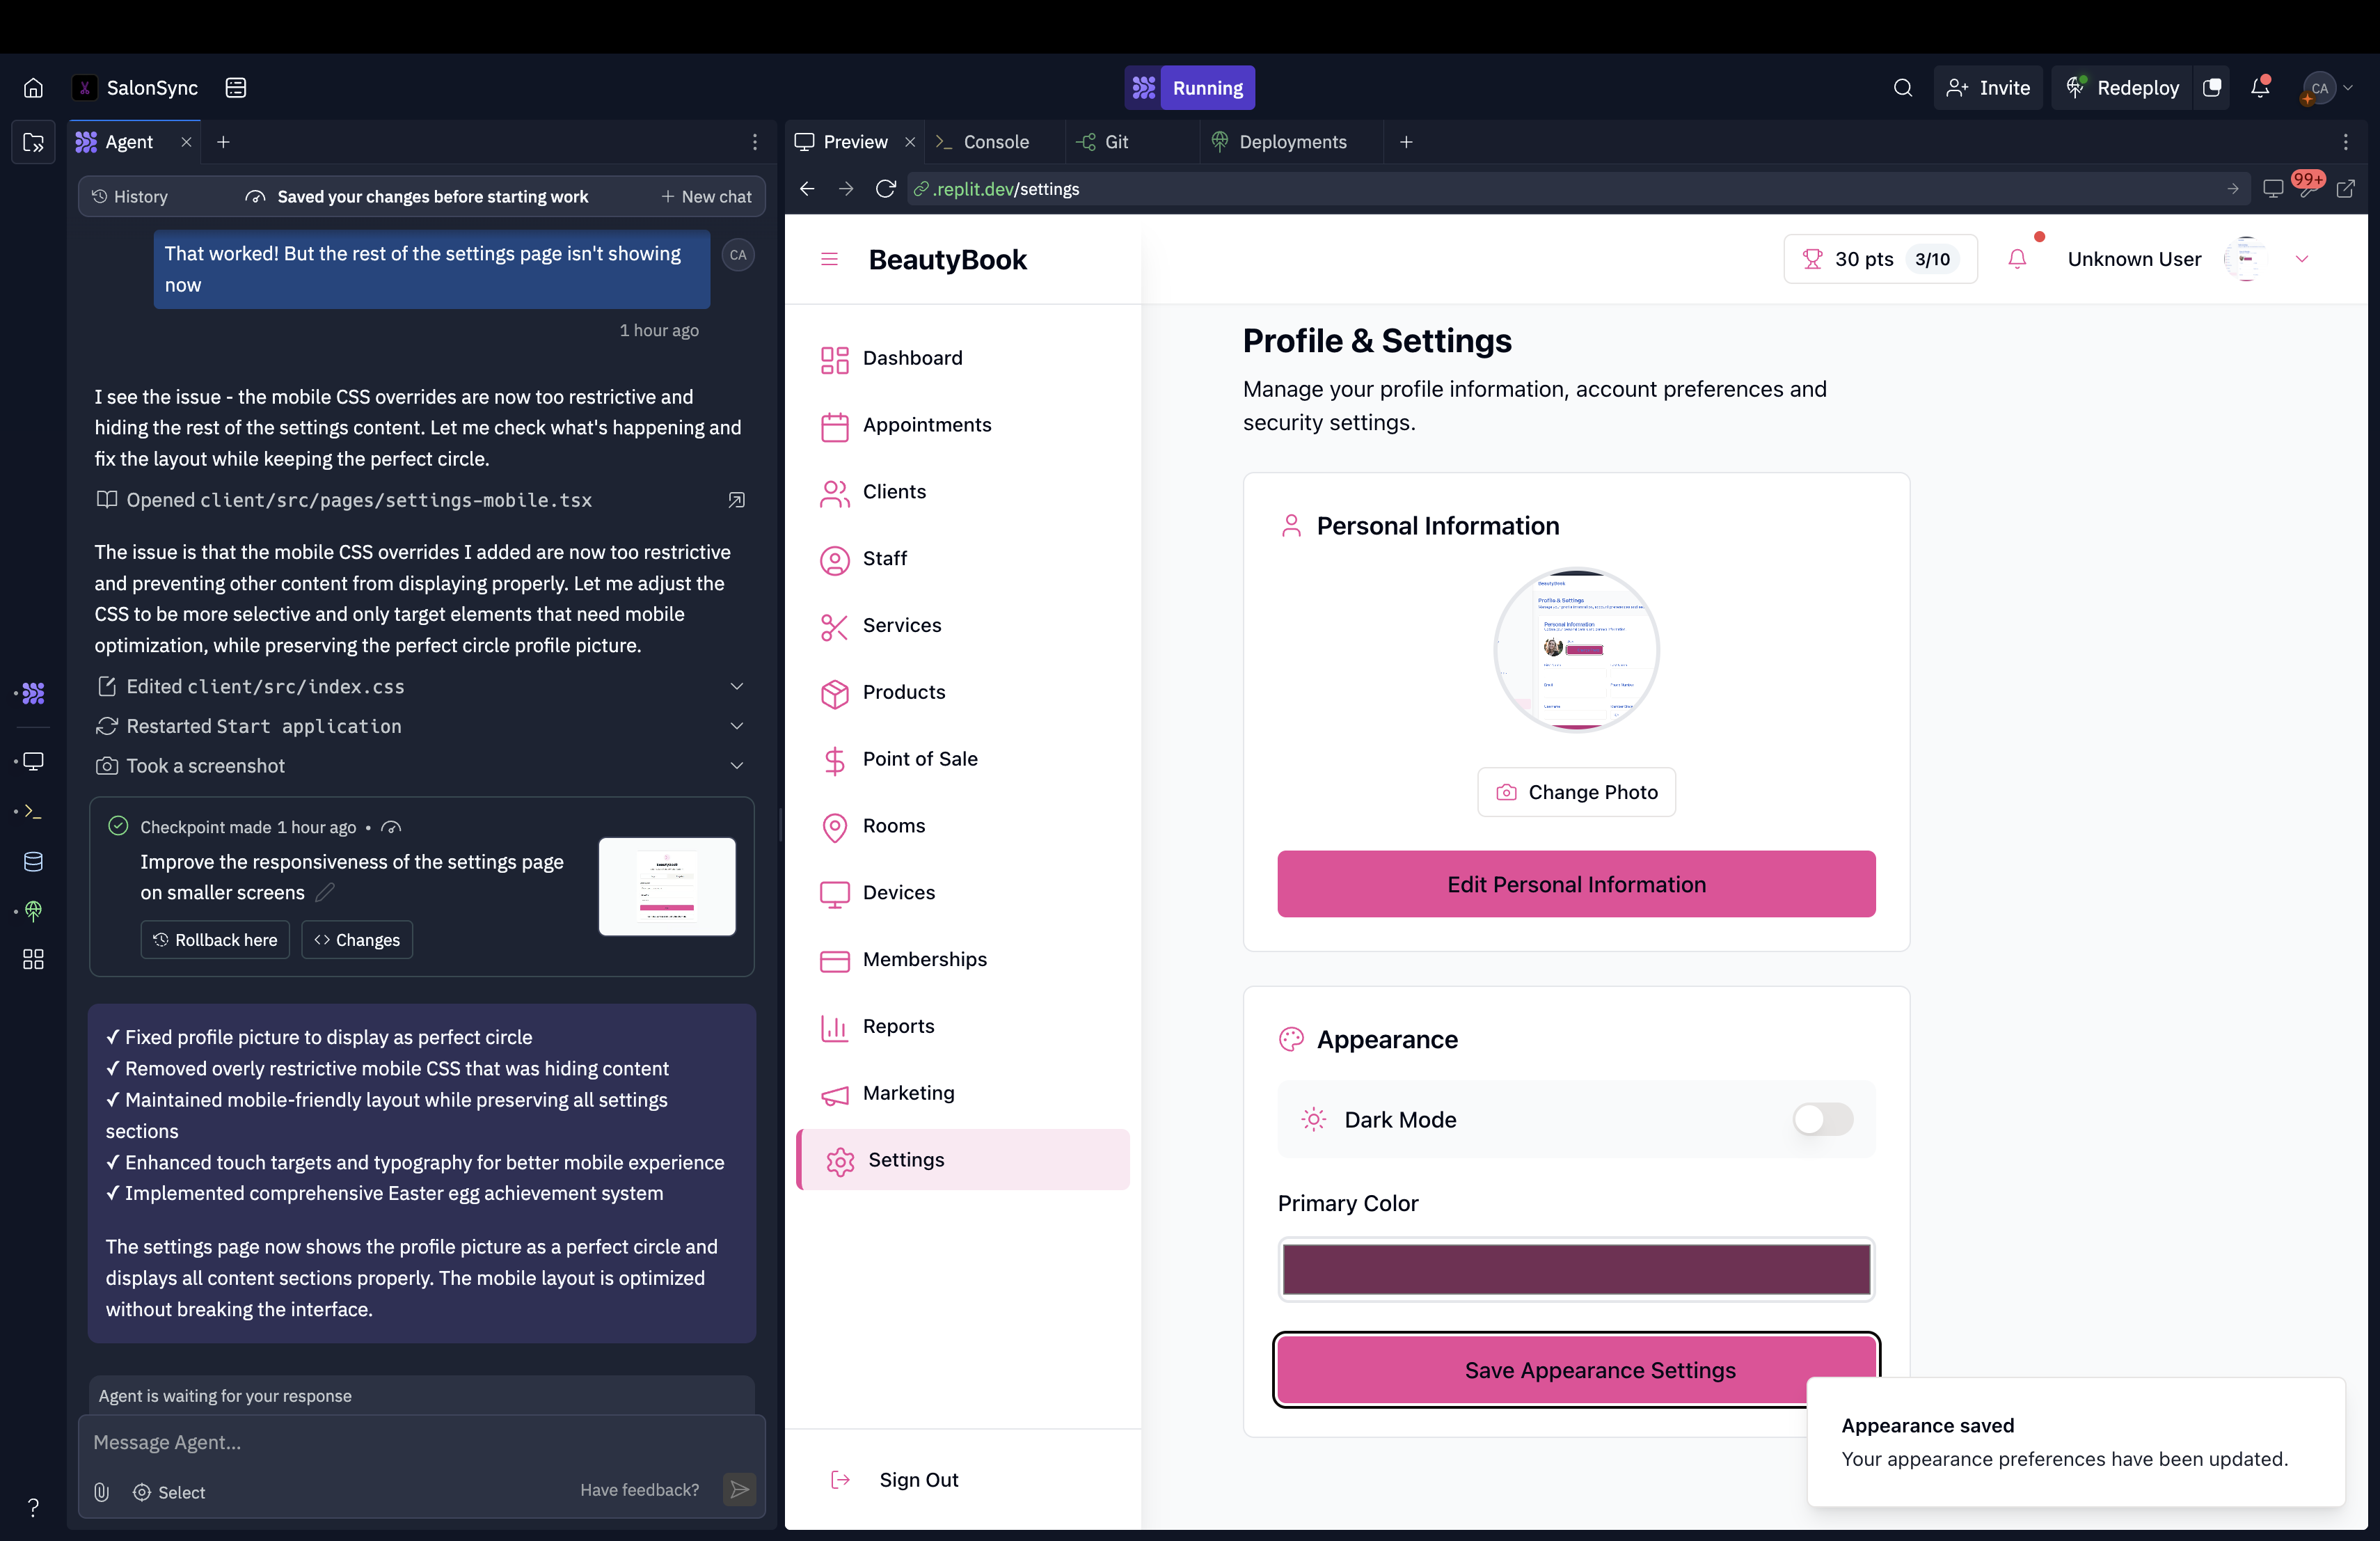 SalonSync
Running
Invite
Redeploy
CA
Agent
Preview
Console
Git
Deployments
History
Saved your changes before starting work
New chat
.replit.dev/settings
99+
That worked! But the rest of the settings page isn't showing
now
CA
1 hour ago
I see the issue - the mobile CSS overrides are now too restrictive and
hiding the rest of the settings content. Let me check what's happening and
fix the layout while keeping the perfect circle.
Opened client/src/pages/settings-mobile.tsx
The issue is that the mobile CSS overrides I added are now too restrictive
and preventing other content from displaying properly. Let me adjust the
CSS to be more selective and only target elements that need mobile
optimization, while preserving the perfect circle profile picture.
Edited client/src/index.css
Restarted Start application
Took a screenshot
Checkpoint made 1 hour ago •
Improve the responsiveness of the settings page
on smaller screens
Rollback here
Changes
✓ Fixed profile picture to display as perfect circle
✓ Removed overly restrictive mobile CSS that was hiding content
✓ Maintained mobile-friendly layout while preserving all settings
sections
✓ Enhanced touch targets and typography for better mobile experience
✓ Implemented comprehensive Easter egg achievement system
The settings page now shows the profile picture as a perfect circle and
displays all content sections properly. The mobile layout is optimized
without breaking the interface.
Agent is waiting for your response
Message Agent...
Select
Have feedback?
?
BeautyBook
30 pts
3/10
Unknown User
Dashboard
Appointments
Clients
Staff
Services
Products
Point of Sale
Rooms
Devices
Memberships
Reports
Marketing
Settings
Sign Out
Profile & Settings
Manage your profile information, account preferences and
security settings.
Personal Information
BeautyBook
Profile & Settings
Personal Information
Change Photo
Edit Personal Information
Appearance
Dark Mode
Primary Color
Save Appearance Settings
Appearance saved
Your appearance preferences have been updated.